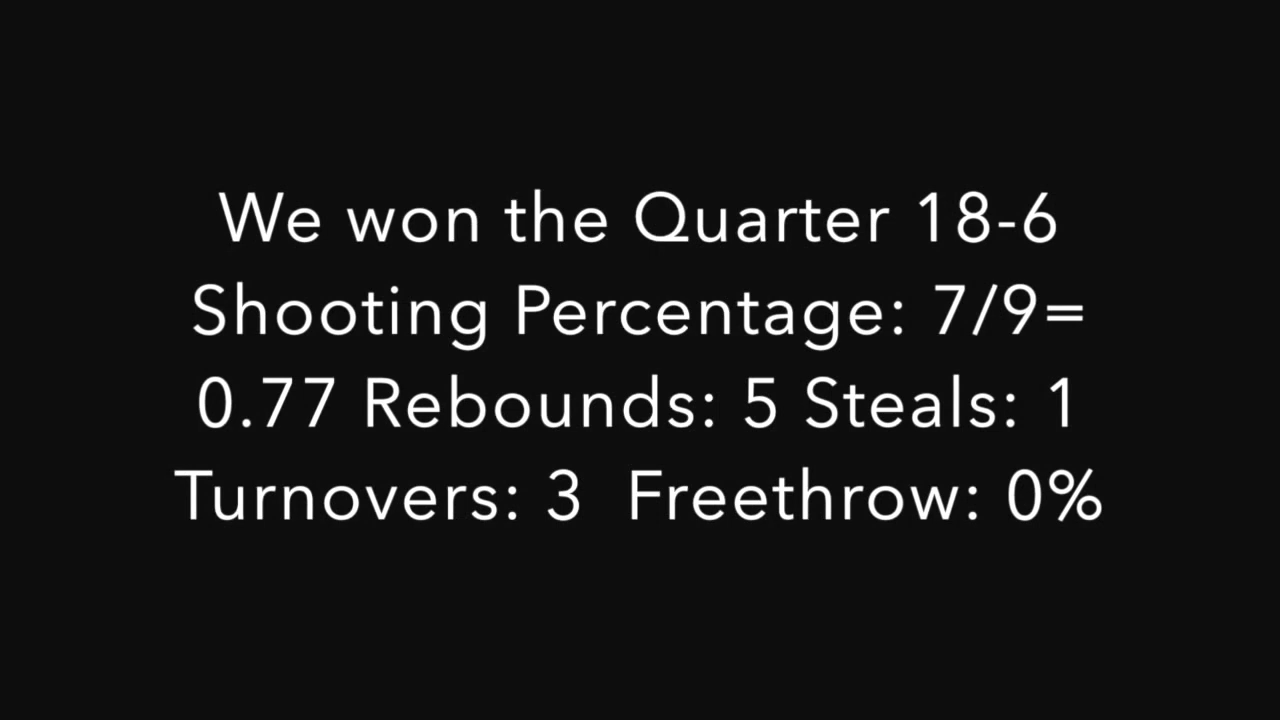 We won the Quarter 18-6
Shooting Percentage: 7/9=
0.77 Rebounds: 5 Steals: 1
Turnovers: 3  Freethrow: 0%